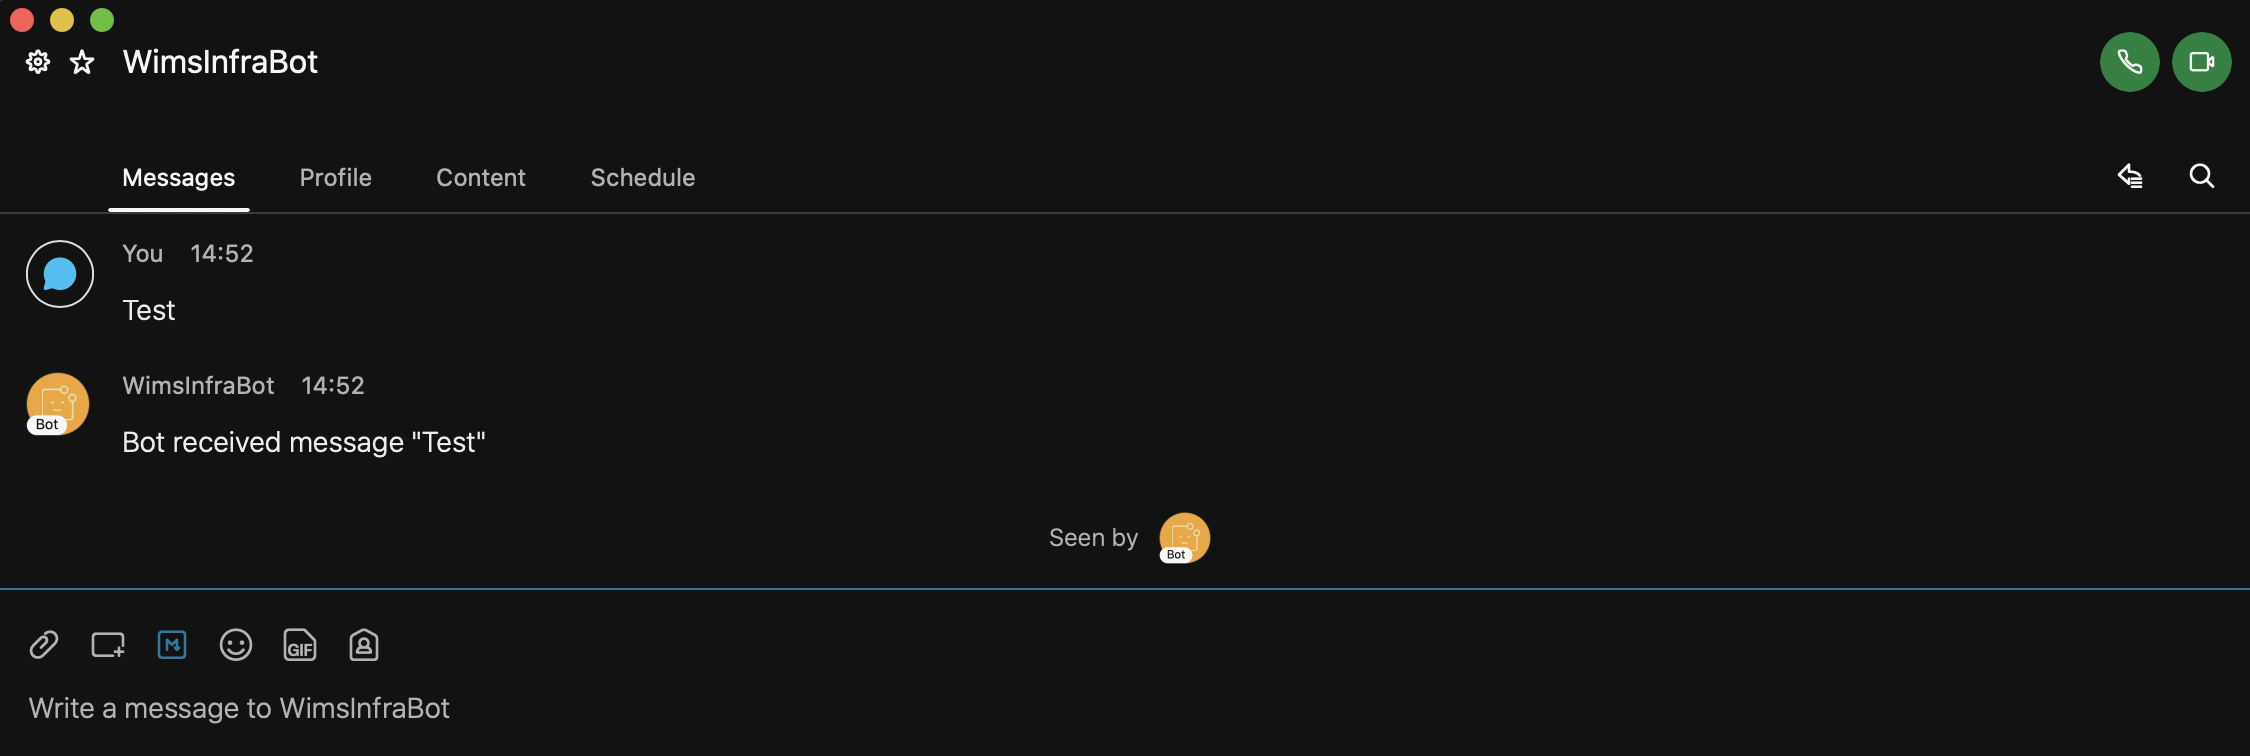 WimsInfraBot
Messages Profile Content Schedule
You 14:52
Test
WimsInfraBot 14:52
Bot
Bot received message "Test"
Seen by
Bot
GIF
Write a message to WimsInfraBot